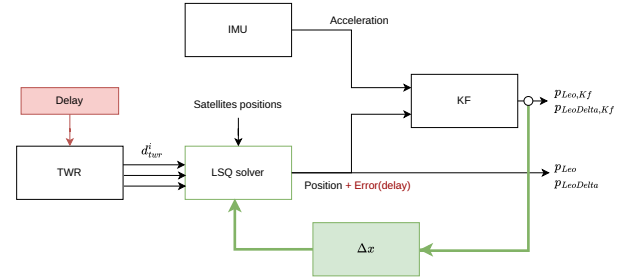 Acceleration
IMU
KF
p_{Leo,Kf}
p_{LeoDelta,Kf}
Delay
Satellites positions
d^i_{twr}
TWR
LSQ solver
p_{Leo}
p_{LeoDelta}
Position + Error(delay)
Δx